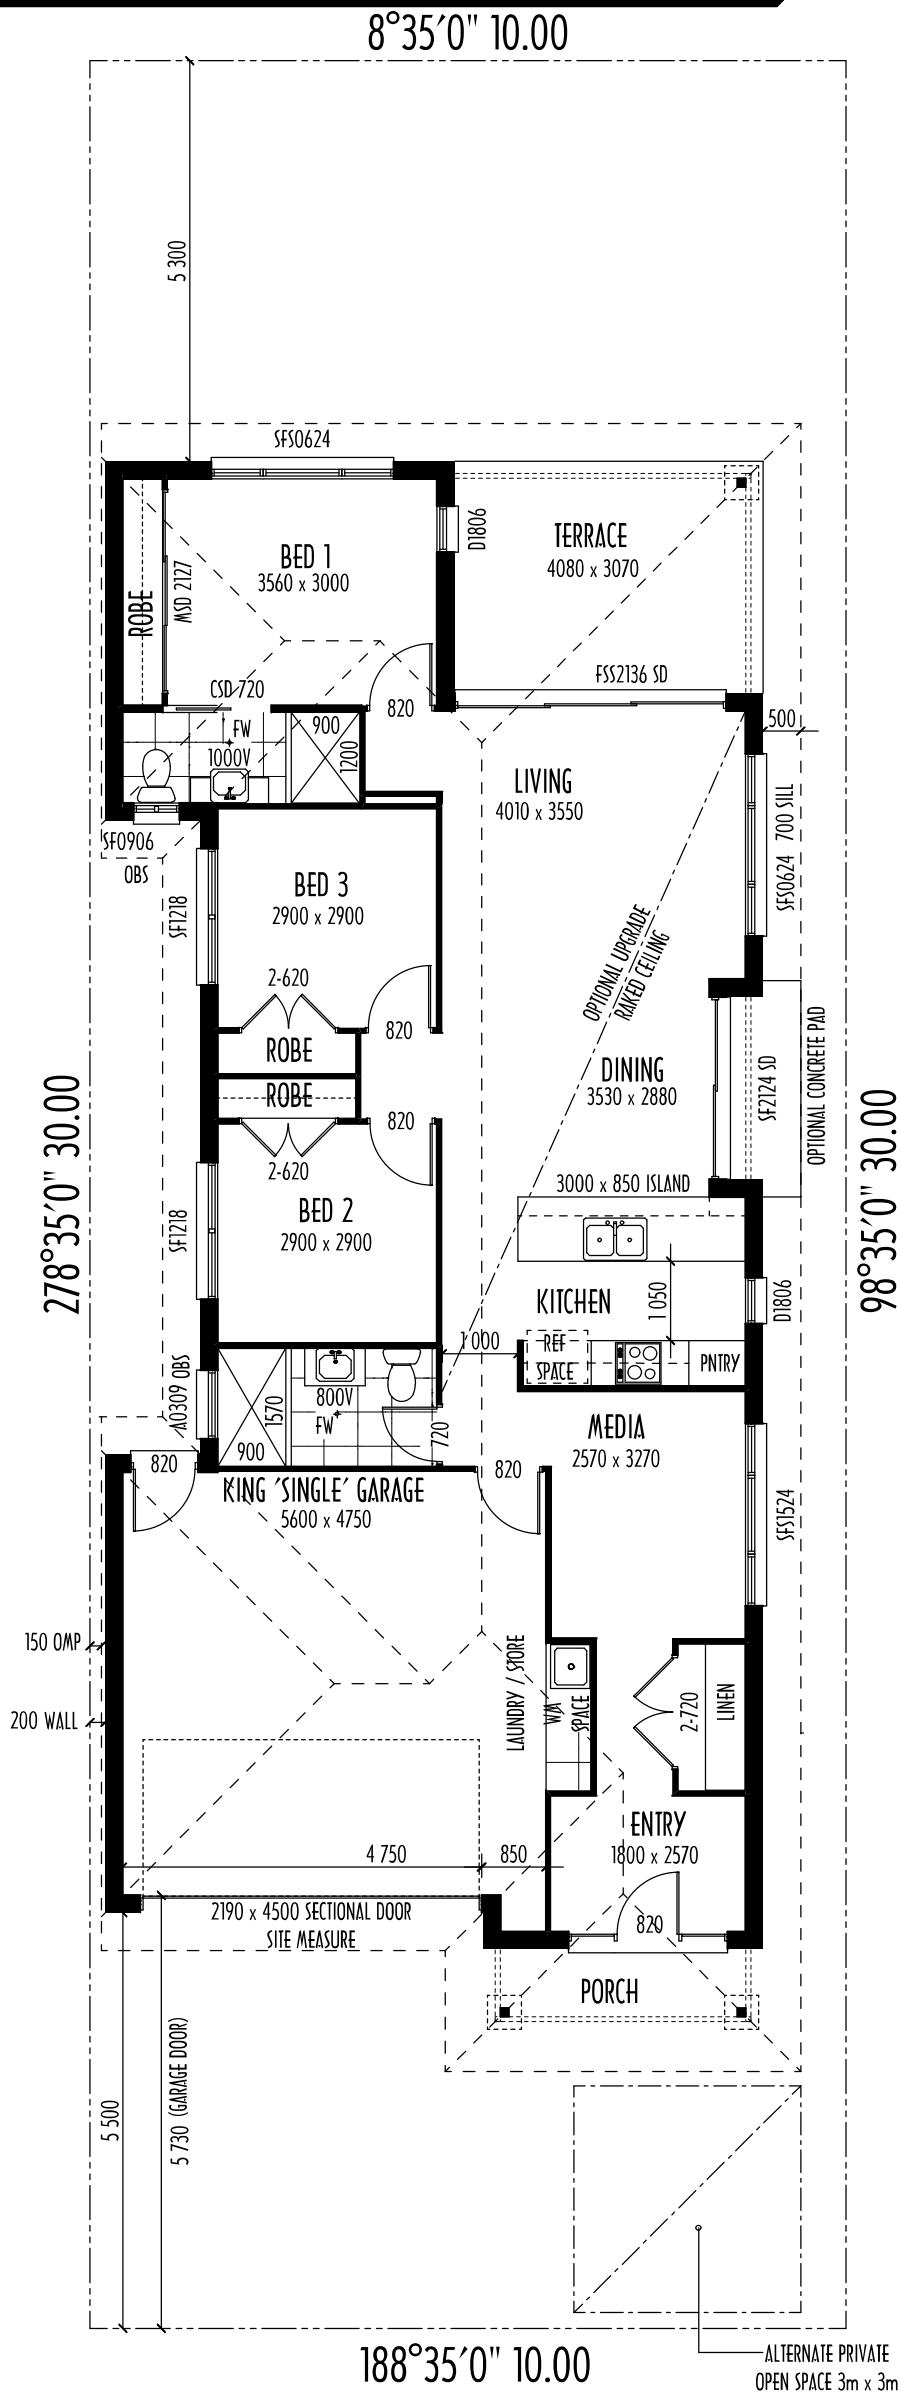 8°35'0" 10.00
5 300
SFS0624
D1806
TERRACE
4080 x 3070
BED 1
3560 x 3000
ROBE
MSD 2127
FSS2136 SD
CSD 720
820
500
FW
1000V
900
1200
LIVING
4010 x 3550
SFS0624 700 SILL
SF0906
OBS
BED 3
2900 x 2900
SF1218
OPTIONAL UPGRADE
RAKED CEILING
2-620
820
ROBE
OPTIONAL CONCRETE PAD
SF2124 SD
DINING
3530 x 2880
ROBE
820
278°35'0" 30.00
98°35'0" 30.00
2-620
3000 x 850 ISLAND
BED 2
2900 x 2900
SF1218
KITCHEN
1 050
D1806
1 000
REF
SPACE
PNTRY
A0309 OBS
800V
1570
FW
900
720
MEDIA
2570 x 3270
820
820
KING 'SINGLE' GARAGE
5600 x 4750
SFS1524
150 OMP
LAUNDRY / STORE
W/M
SPACE
2-720
LINEN
200 WALL
ENTRY
1800 x 2570
4 750
850
2190 x 4500 SECTIONAL DOOR
SITE MEASURE
820
PORCH
5 500
5 730 (GARAGE DOOR)
188°35'0" 10.00
ALTERNATE PRIVATE
OPEN SPACE 3m x 3m